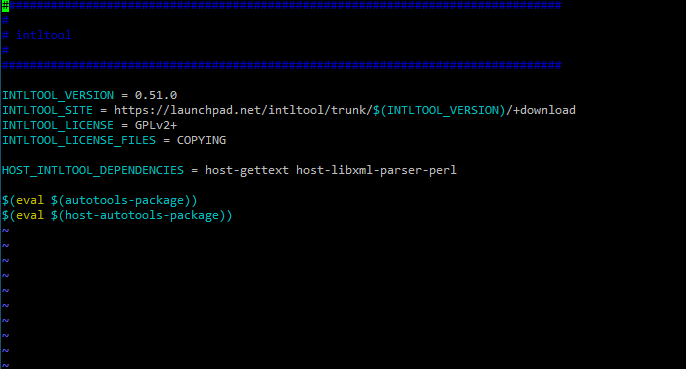 ################################################################################
#
# intltool
#
################################################################################
INTLTOOL_VERSION = 0.51.0
INTLTOOL_SITE = https://launchpad.net/intltool/trunk/$(INTLTOOL_VERSION)/+download
INTLTOOL_LICENSE = GPLv2+
INTLTOOL_LICENSE_FILES = COPYING
HOST_INTLTOOL_DEPENDENCIES = host-gettext host-libxml-parser-perl
$(eval $(autotools-package))
$(eval $(host-autotools-package))
~
~
~
~
~
~
~
~
~
~